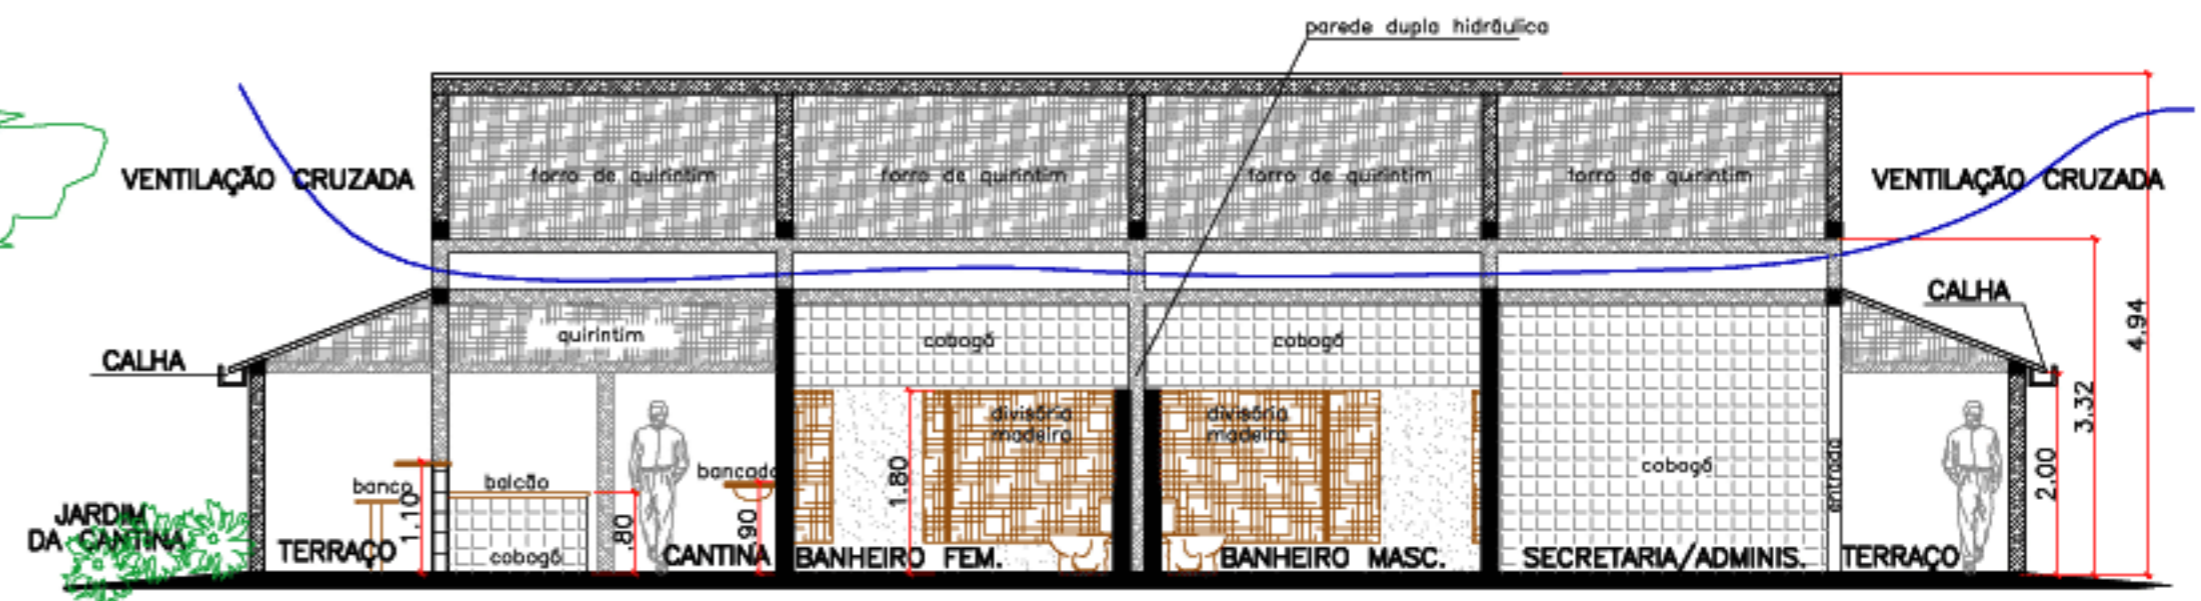 parede dupla hidráulica
VENTILAÇÃO CRUZADA
forro de quirintim
forro de quirintim
forro de quirintim
forro de quirintim
VENTILAÇÃO CRUZADA
CALHA
quirintim
cobogó
cobogó
CALHA
4,94
3,32
2,00
divisória
madeira
divisória
madeira
1,80
cobogó
entrada
banco
1,10
balcão
bancada
,80
,90
cobogó
JARDIM
DA CANTINA
TERRAÇO
CANTINA
BANHEIRO FEM.
BANHEIRO MASC.
SECRETARIA/ADMINIS.
TERRAÇO